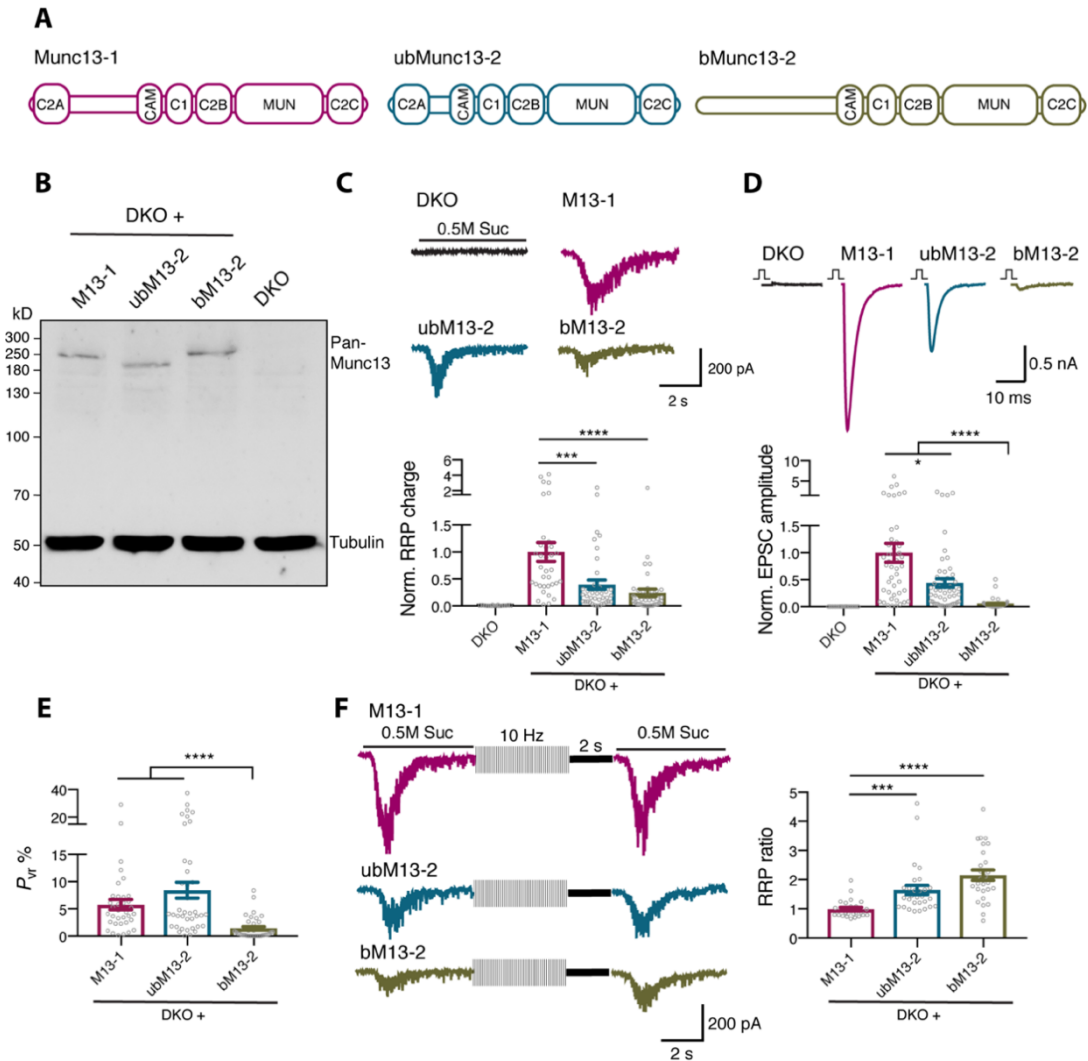 A
Munc13-1
ubMunc13-2
bMunc13-2
C2A CAM C1 C2B MUN C2C
C2A CAM C1 C2B MUN C2C
CAM C1 C2B MUN C2C
B
DKO +
M13-1 ubM13-2 bM13-2 DKO
kD
300
250
180
130
100
70
50
40
Pan-
Munc13
Tubulin
C
DKO
M13-1
0.5M Suc
ubM13-2
bM13-2
200 pA
2 s
****
***
Norm. RRP charge
6
4
2
1.5
1.0
0.5
0.0
DKO M13-1 ubM13-2 bM13-2
DKO +
D
DKO M13-1 ubM13-2 bM13-2
0.5 nA
10 ms
****
*
Norm. EPSC amplitude
10
5
1.5
1.0
0.5
0.0
DKO M13-1 ubM13-2 bM13-2
DKO +
E
****
Pvr %
40
20
15
10
5
0
M13-1 ubM13-2 bM13-2
DKO +
F
M13-1
0.5M Suc 10 Hz 2 s 0.5M Suc
ubM13-2
bM13-2
200 pA
2 s
****
***
RRP ratio
5
4
3
2
1
0
M13-1 ubM13-2 bM13-2
DKO +